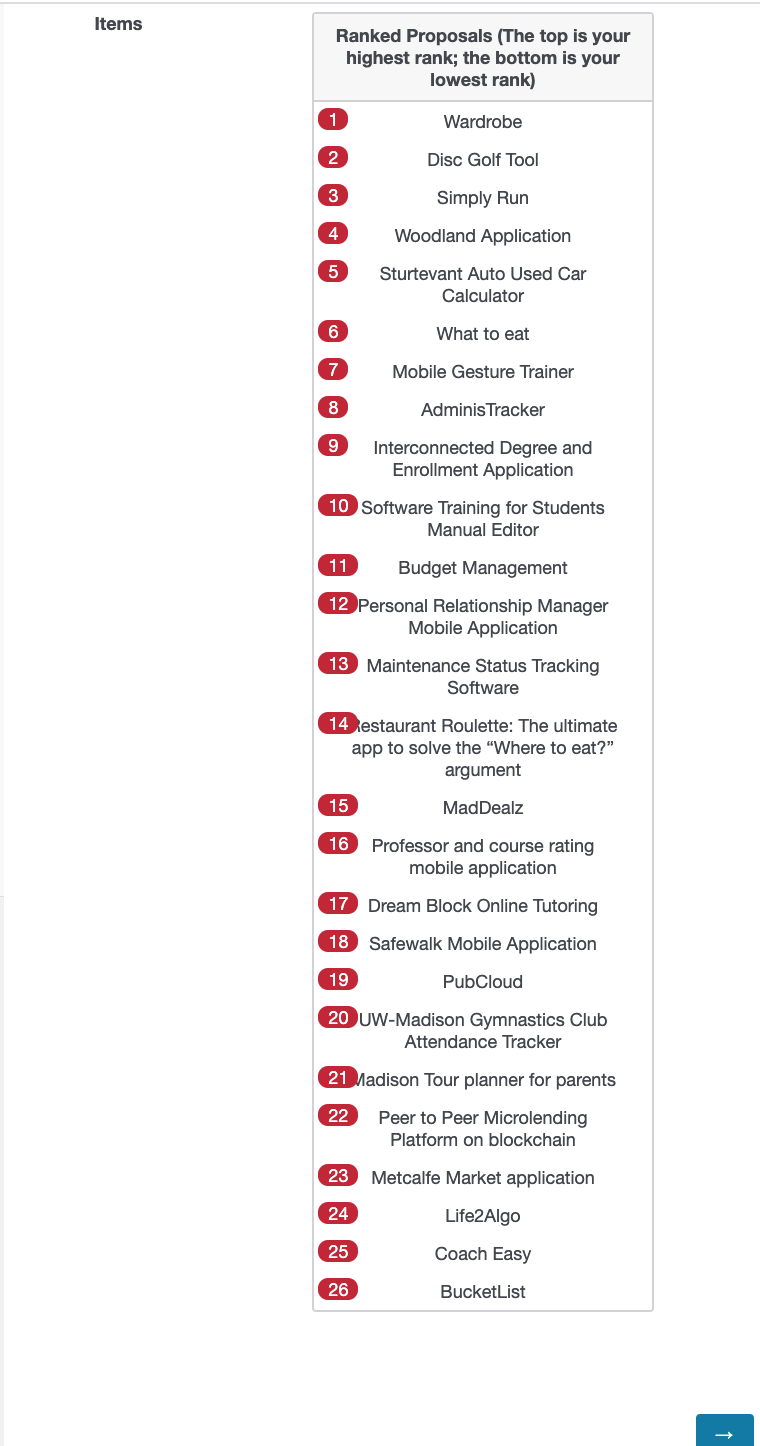 Items
Ranked Proposals (The top is your
highest rank; the bottom is your
lowest rank)
1 Wardrobe
2 Disc Golf Tool
3 Simply Run
4 Woodland Application
5 Sturtevant Auto Used Car
Calculator
6 What to eat
7 Mobile Gesture Trainer
8 AdminisTracker
9 Interconnected Degree and
Enrollment Application
10 Software Training for Students
Manual Editor
11 Budget Management
12 Personal Relationship Manager
Mobile Application
13 Maintenance Status Tracking
Software
14 Restaurant Roulette: The ultimate
app to solve the “Where to eat?”
argument
15 MadDealz
16 Professor and course rating
mobile application
17 Dream Block Online Tutoring
18 Safewalk Mobile Application
19 PubCloud
20 UW-Madison Gymnastics Club
Attendance Tracker
21 Madison Tour planner for parents
22 Peer to Peer Microlending
Platform on blockchain
23 Metcalfe Market application
24 Life2Algo
25 Coach Easy
26 BucketList
→